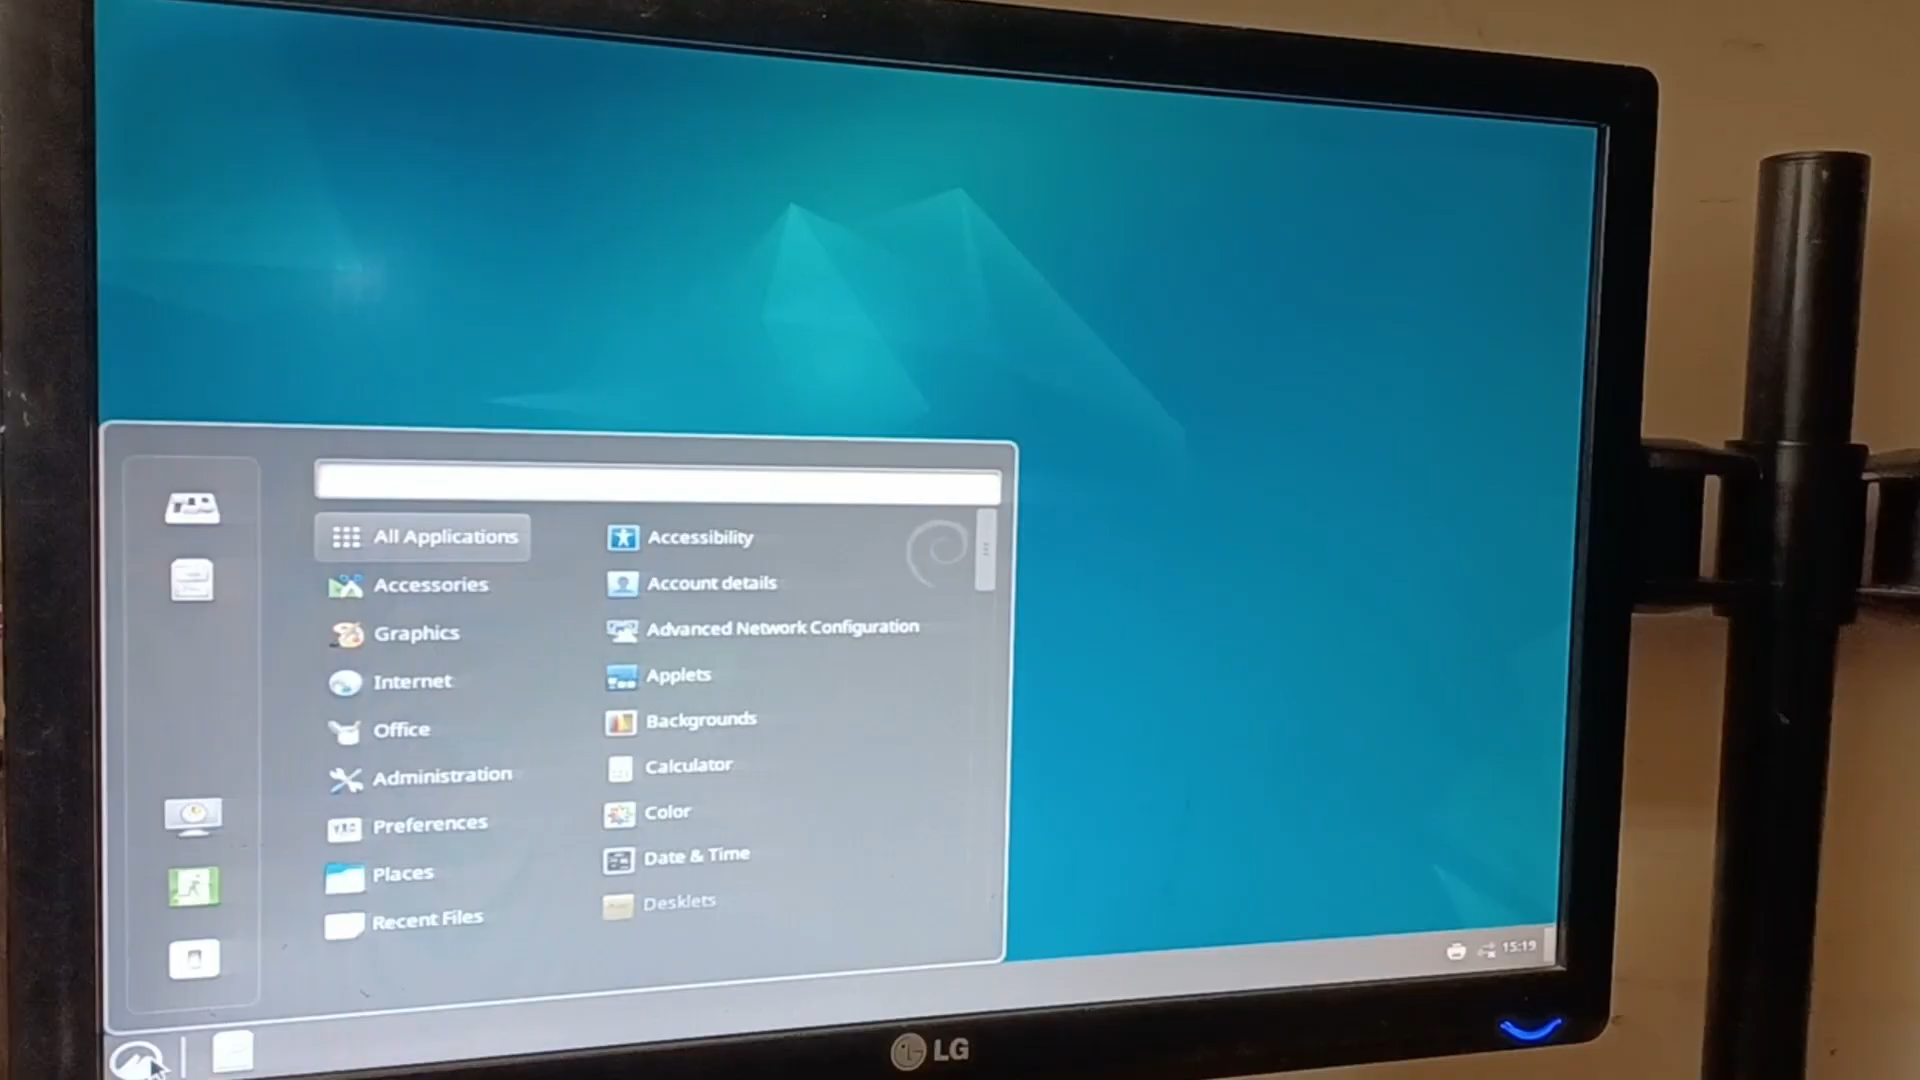 All Applications
Accessories
Graphics
Internet
Office
Administration
Preferences
Places
Recent Files
Accessibility
Account details
Advanced Network Configuration
Applets
Backgrounds
Calculator
Color
Date & Time
Desklets
15:19
LG